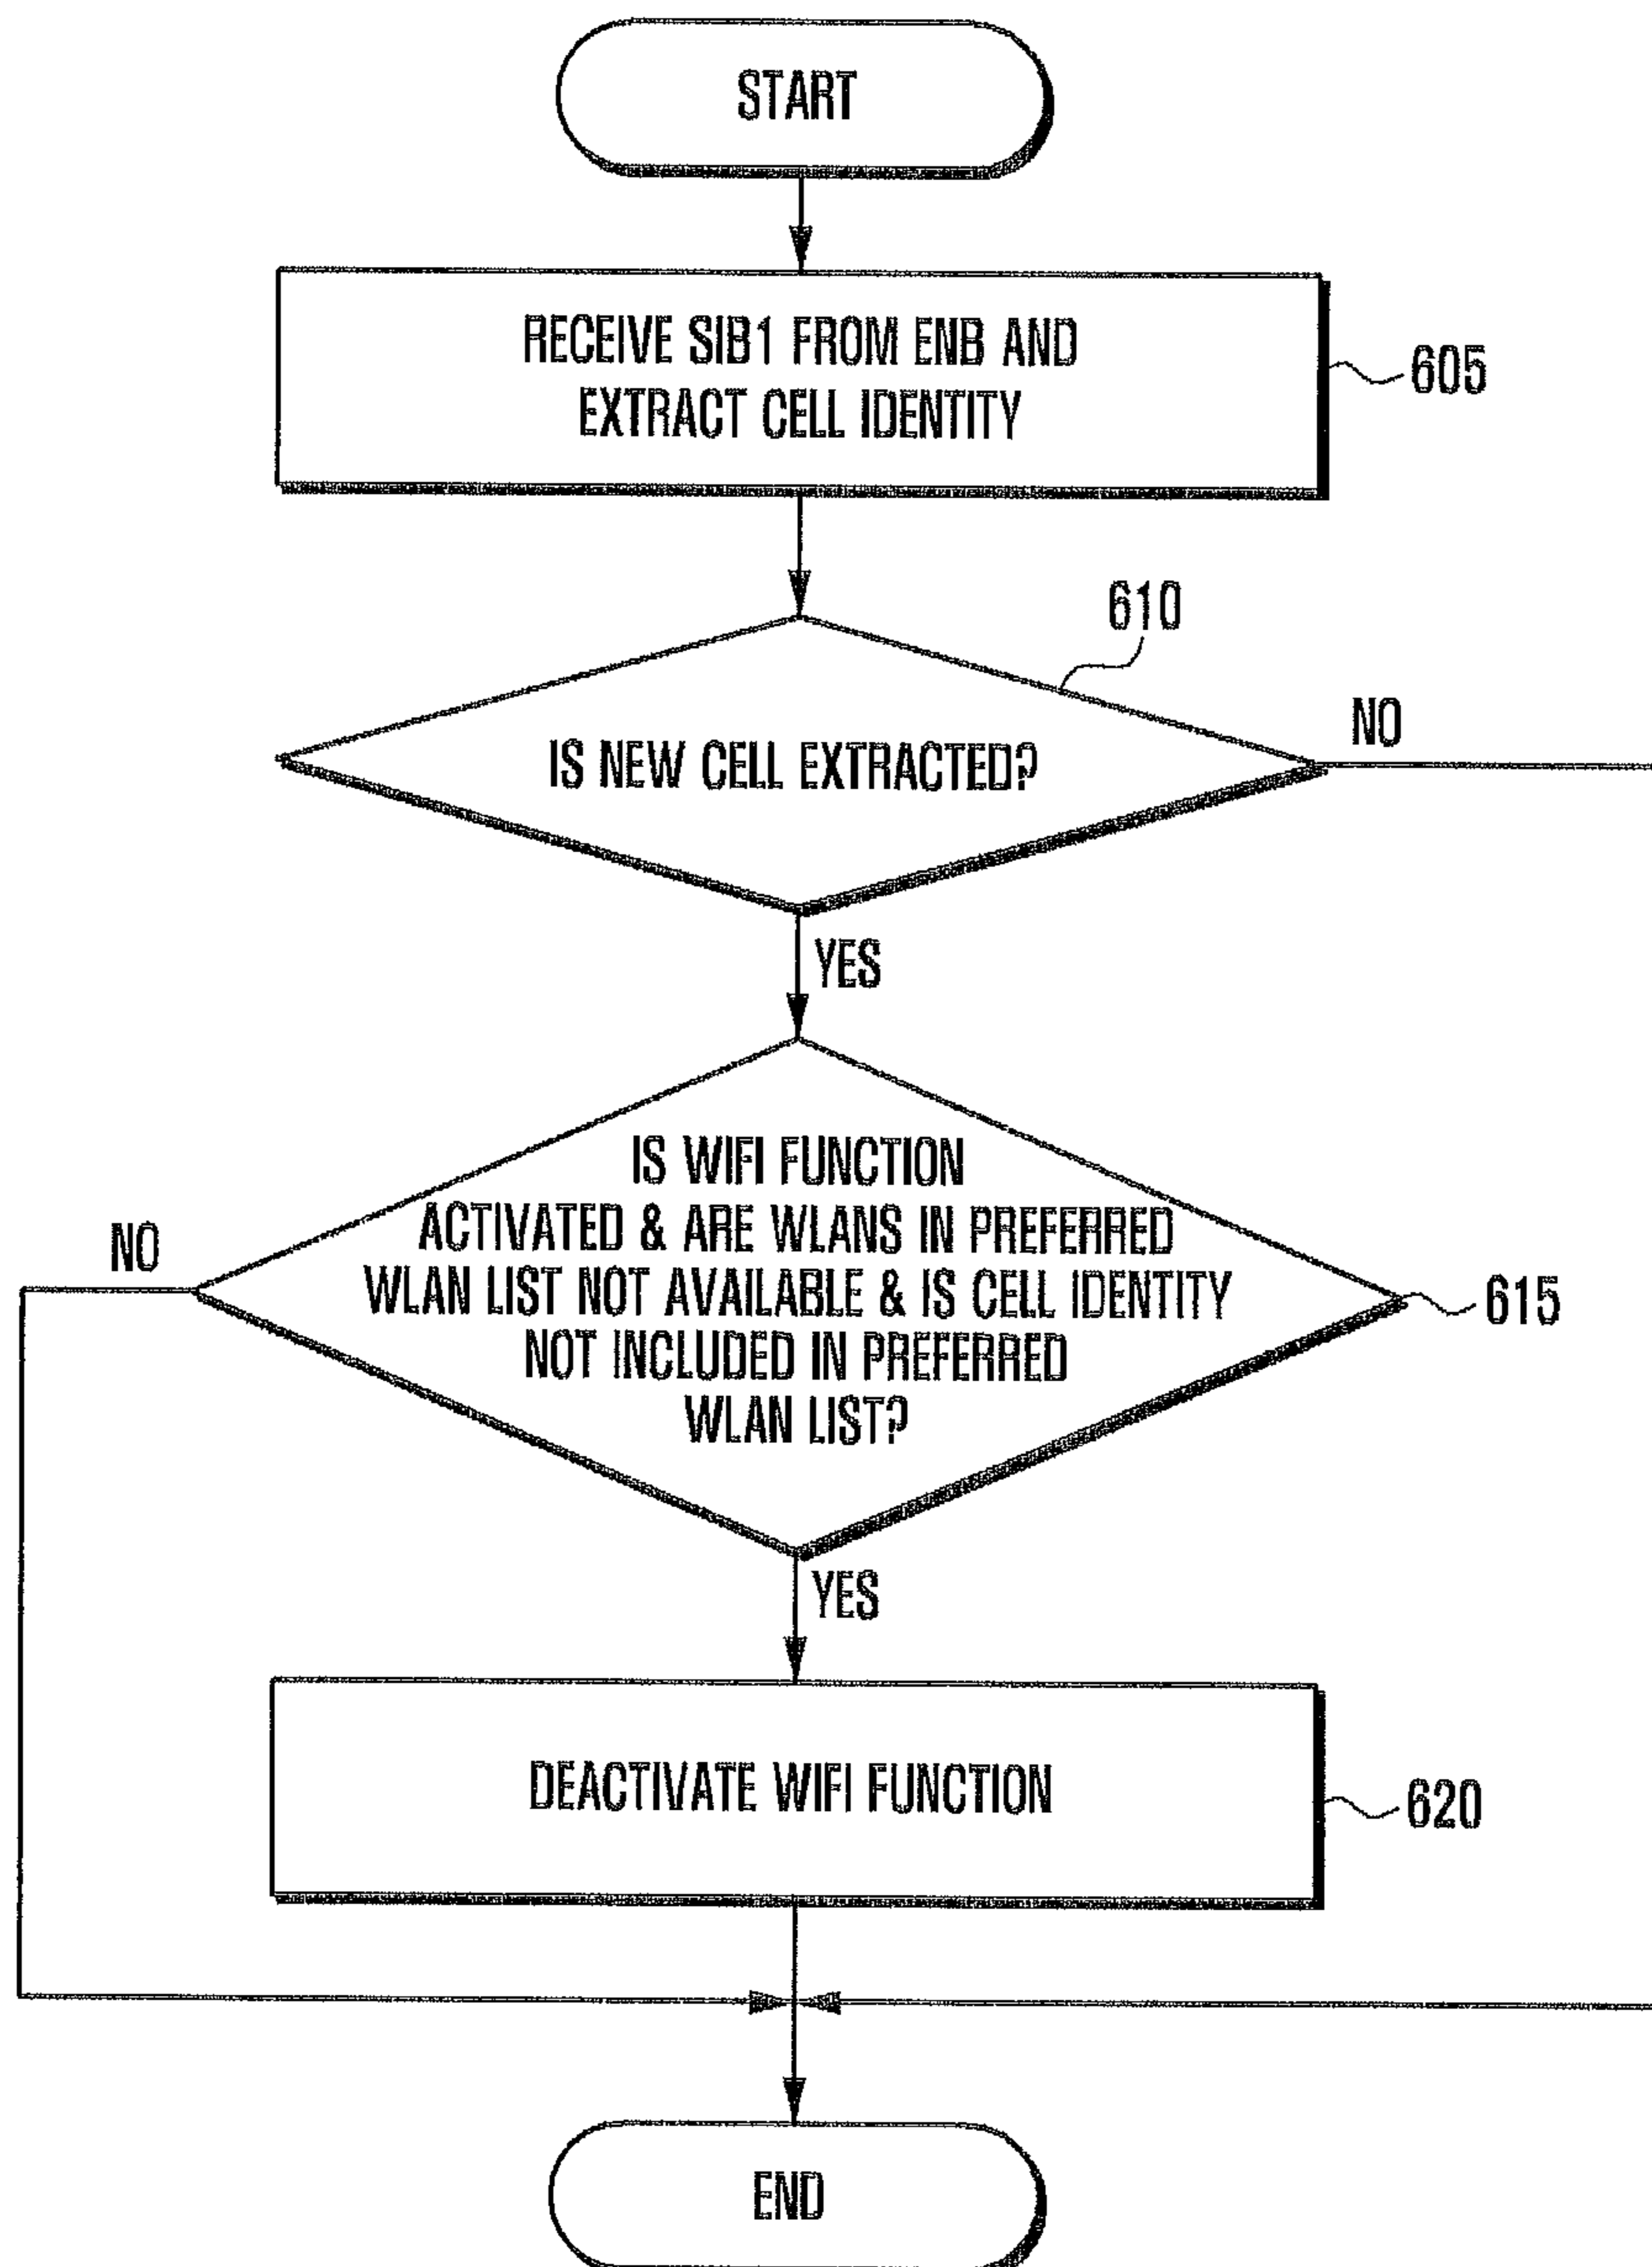 START
RECEIVE SIB1 FROM ENB AND
EXTRACT CELL IDENTITY
605
610
IS NEW CELL EXTRACTED?
NO
YES
IS WIFI FUNCTION
ACTIVATED & ARE WLANS IN PREFERRED
WLAN LIST NOT AVAILABLE & IS CELL IDENTITY
NOT INCLUDED IN PREFERRED
WLAN LIST?
NO
615
YES
DEACTIVATE WIFI FUNCTION
620
END